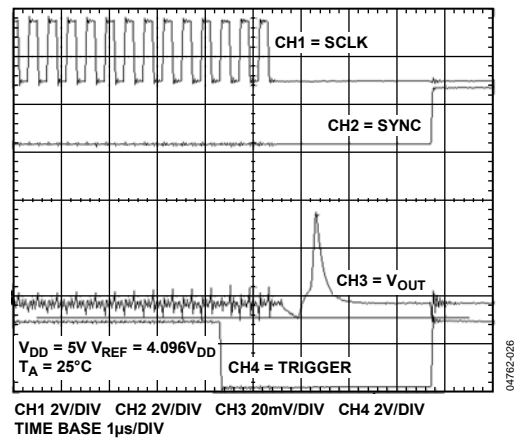 CH1 = SCLK
CH2 = SYNC
CH3 = VOUT
VDD = 5V VREF = 4.096VDD
TA = 25°C
CH4 = TRIGGER
CH1 2V/DIV CH2 2V/DIV CH3 20mV/DIV CH4 2V/DIV
TIME BASE 1µs/DIV
04762-026